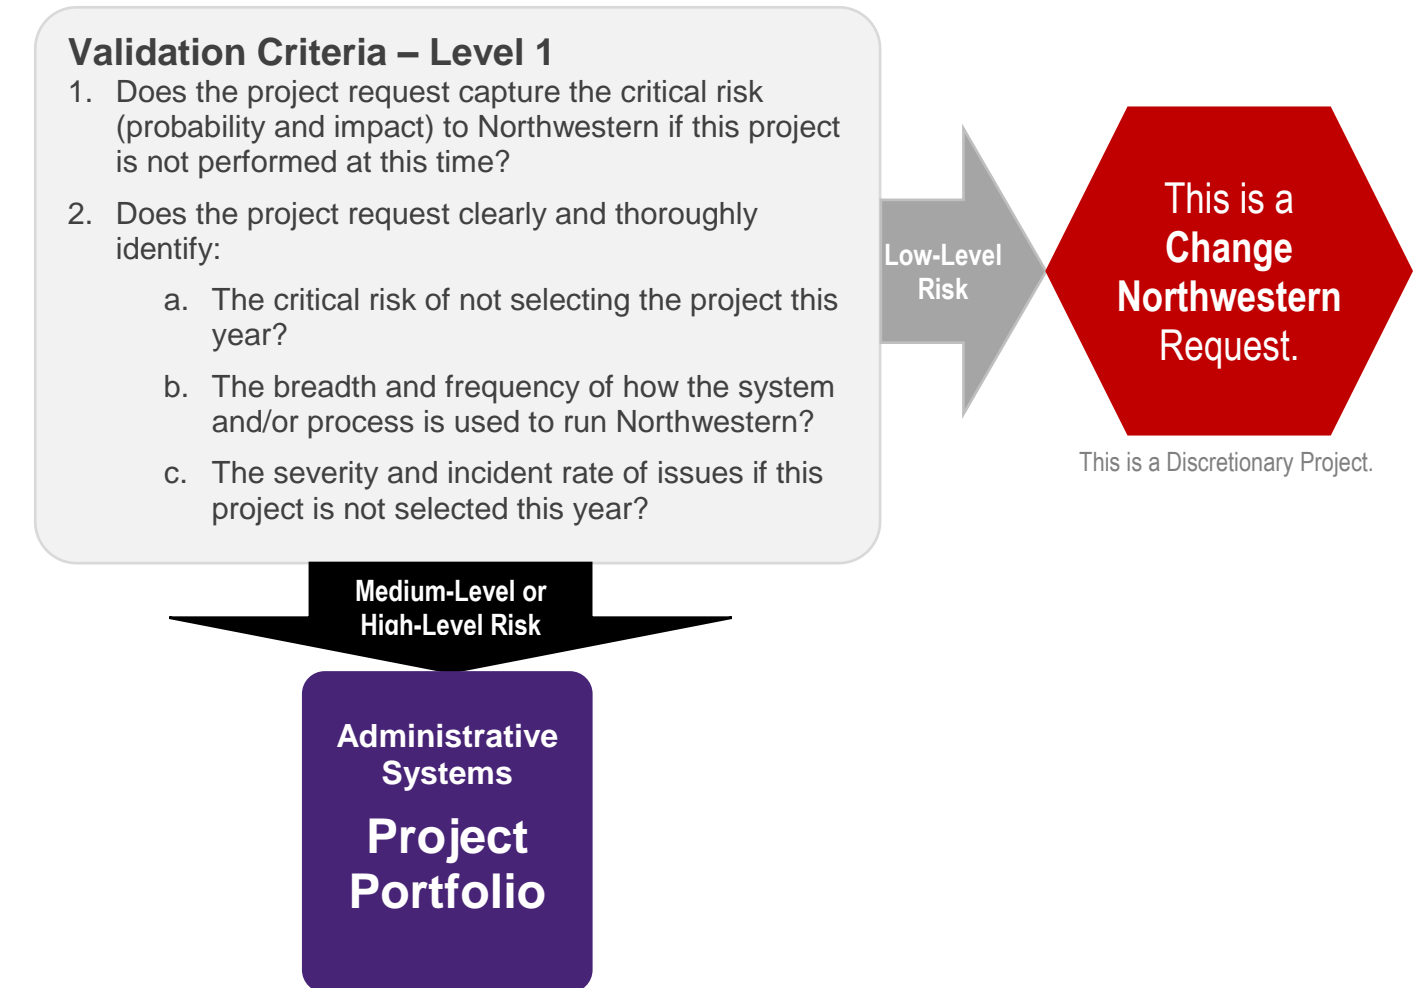 Validation Criteria – Level 1
1. Does the project request capture the critical risk
(probability and impact) to Northwestern if this project
is not performed at this time?
2. Does the project request clearly and thoroughly
identify:
a. The critical risk of not selecting the project this
year?
b. The breadth and frequency of how the system
and/or process is used to run Northwestern?
c. The severity and incident rate of issues if this
project is not selected this year?
Low-Level
Risk
This is a
Change
Northwestern
Request.
This is a Discretionary Project.
Medium-Level or
High-Level Risk
Administrative
Systems
Project
Portfolio